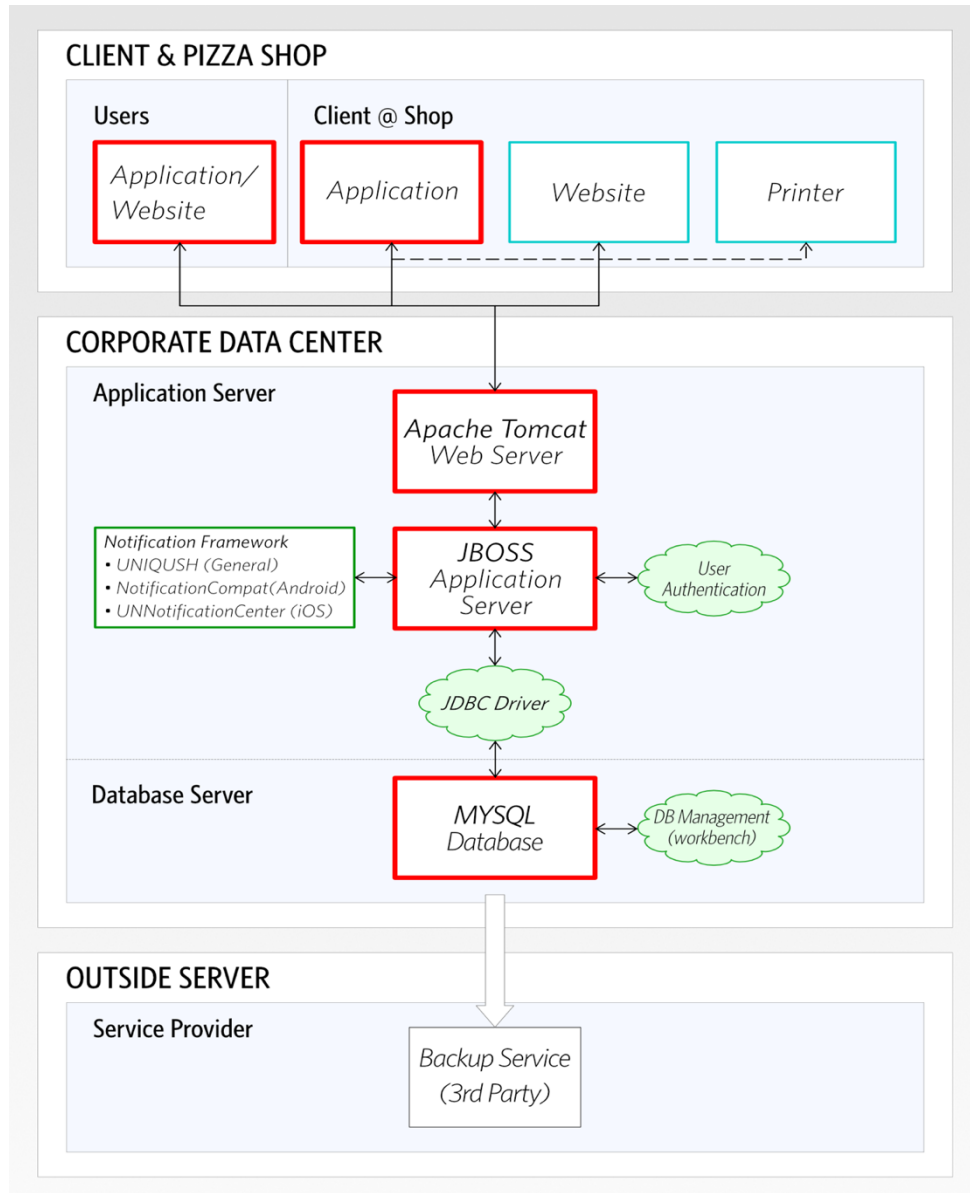 CLIENT & PIZZA SHOP
Users
Client @ Shop
Application/
Website
Application
Website
Printer
CORPORATE DATA CENTER
Application Server
Apache Tomcat
Web Server
Notification Framework
• UNIQUSH (General)
• NotificationCompat(Android)
• UNNotificationCenter (iOS)
JBOSS
Application
Server
User
Authentication
JDBC Driver
Database Server
MYSQL
Database
DB Management
(workbench)
OUTSIDE SERVER
Service Provider
Backup Service
(3rd Party)